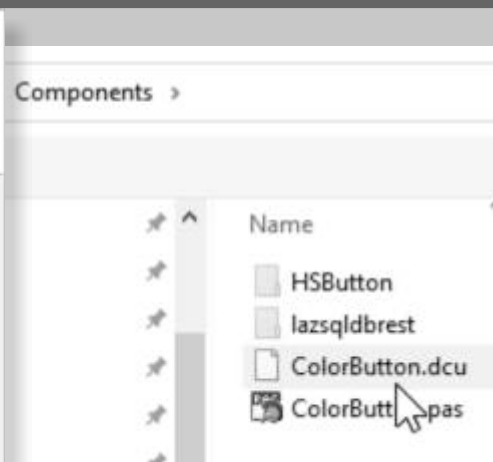 Components >
Name
HSButton
lazsqldbrest
ColorButton.dcu
ColorButt pas